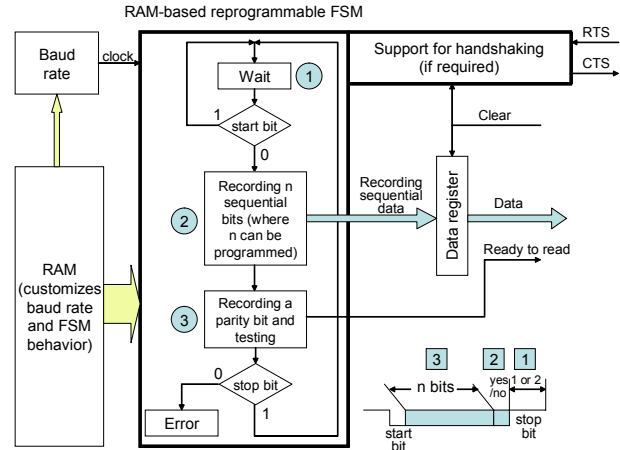 RAM-based reprogrammable FSM
Baud
rate
clock
Wait
1
1
start bit
0
Support for handshaking
(if required)
RTS
CTS
Clear
2
Recording n
sequential
bits (where
n can be
programmed)
Recording
sequential
data
Data register
Data
Ready to read
RAM
(customizes
baud rate
and FSM
behavior)
3
Recording a
parity bit and
testing
0
stop bit
1
Error
3
2
1
n bits
yes
/no
1 or 2
start
bit
stop
bit